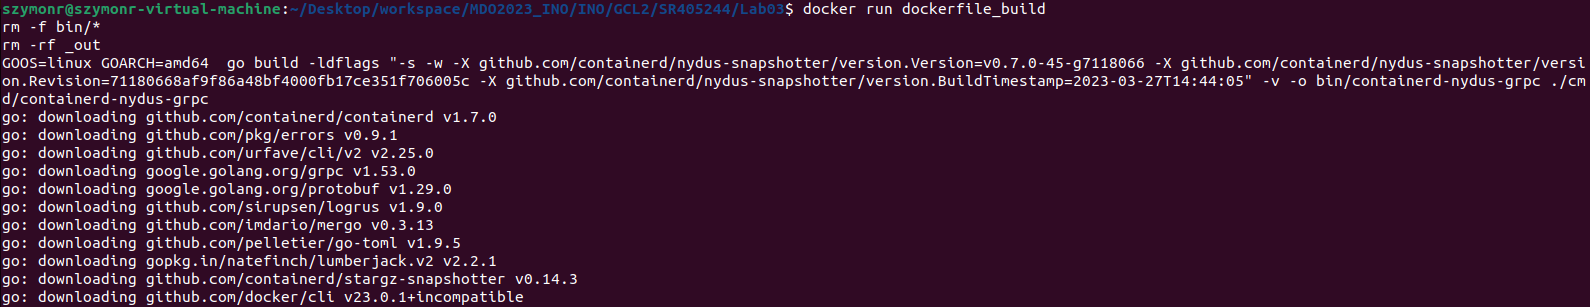 szymonr@szymonr-virtual-machine:~/Desktop/workspace/MDO2023_INO/INO/GCL2/SR405244/Lab03$ docker run dockerfile_build
rm -f bin/*
rm -rf _out
GOOS=linux GOARCH=amd64  go build -ldflags "-s -w -X github.com/containerd/nydus-snapshotter/version.Version=v0.7.0-45-g7118066 -X github.com/containerd/nydus-snapshotter/versi
on.Revision=71180668af9f86a48bf4000fb17ce351f706005c -X github.com/containerd/nydus-snapshotter/version.BuildTimestamp=2023-03-27T14:44:05" -v -o bin/containerd-nydus-grpc ./cm
d/containerd-nydus-grpc
go: downloading github.com/containerd/containerd v1.7.0
go: downloading github.com/pkg/errors v0.9.1
go: downloading github.com/urfave/cli/v2 v2.25.0
go: downloading google.golang.org/grpc v1.53.0
go: downloading google.golang.org/protobuf v1.29.0
go: downloading github.com/sirupsen/logrus v1.9.0
go: downloading github.com/imdario/mergo v0.3.13
go: downloading github.com/pelletier/go-toml v1.9.5
go: downloading gopkg.in/natefinch/lumberjack.v2 v2.2.1
go: downloading github.com/containerd/stargz-snapshotter v0.14.3
go: downloading github.com/docker/cli v23.0.1+incompatible